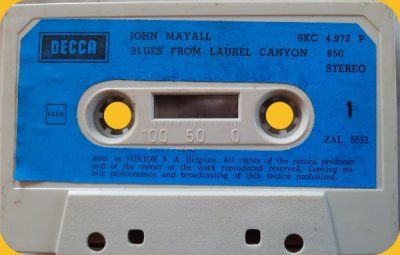 DECCA
JOHN MAYALL SKC 4.972 P
BLUES FROM LAUREL CANYON 850
STEREO
1
100 50 0
ZAL 8532
Mfd. by FONIOR S. A. Belgium. All rights of the record producer
and of the owner of the work reproduced reserved. Copying pu-
blic performance and broadcasting of this record prohibited.